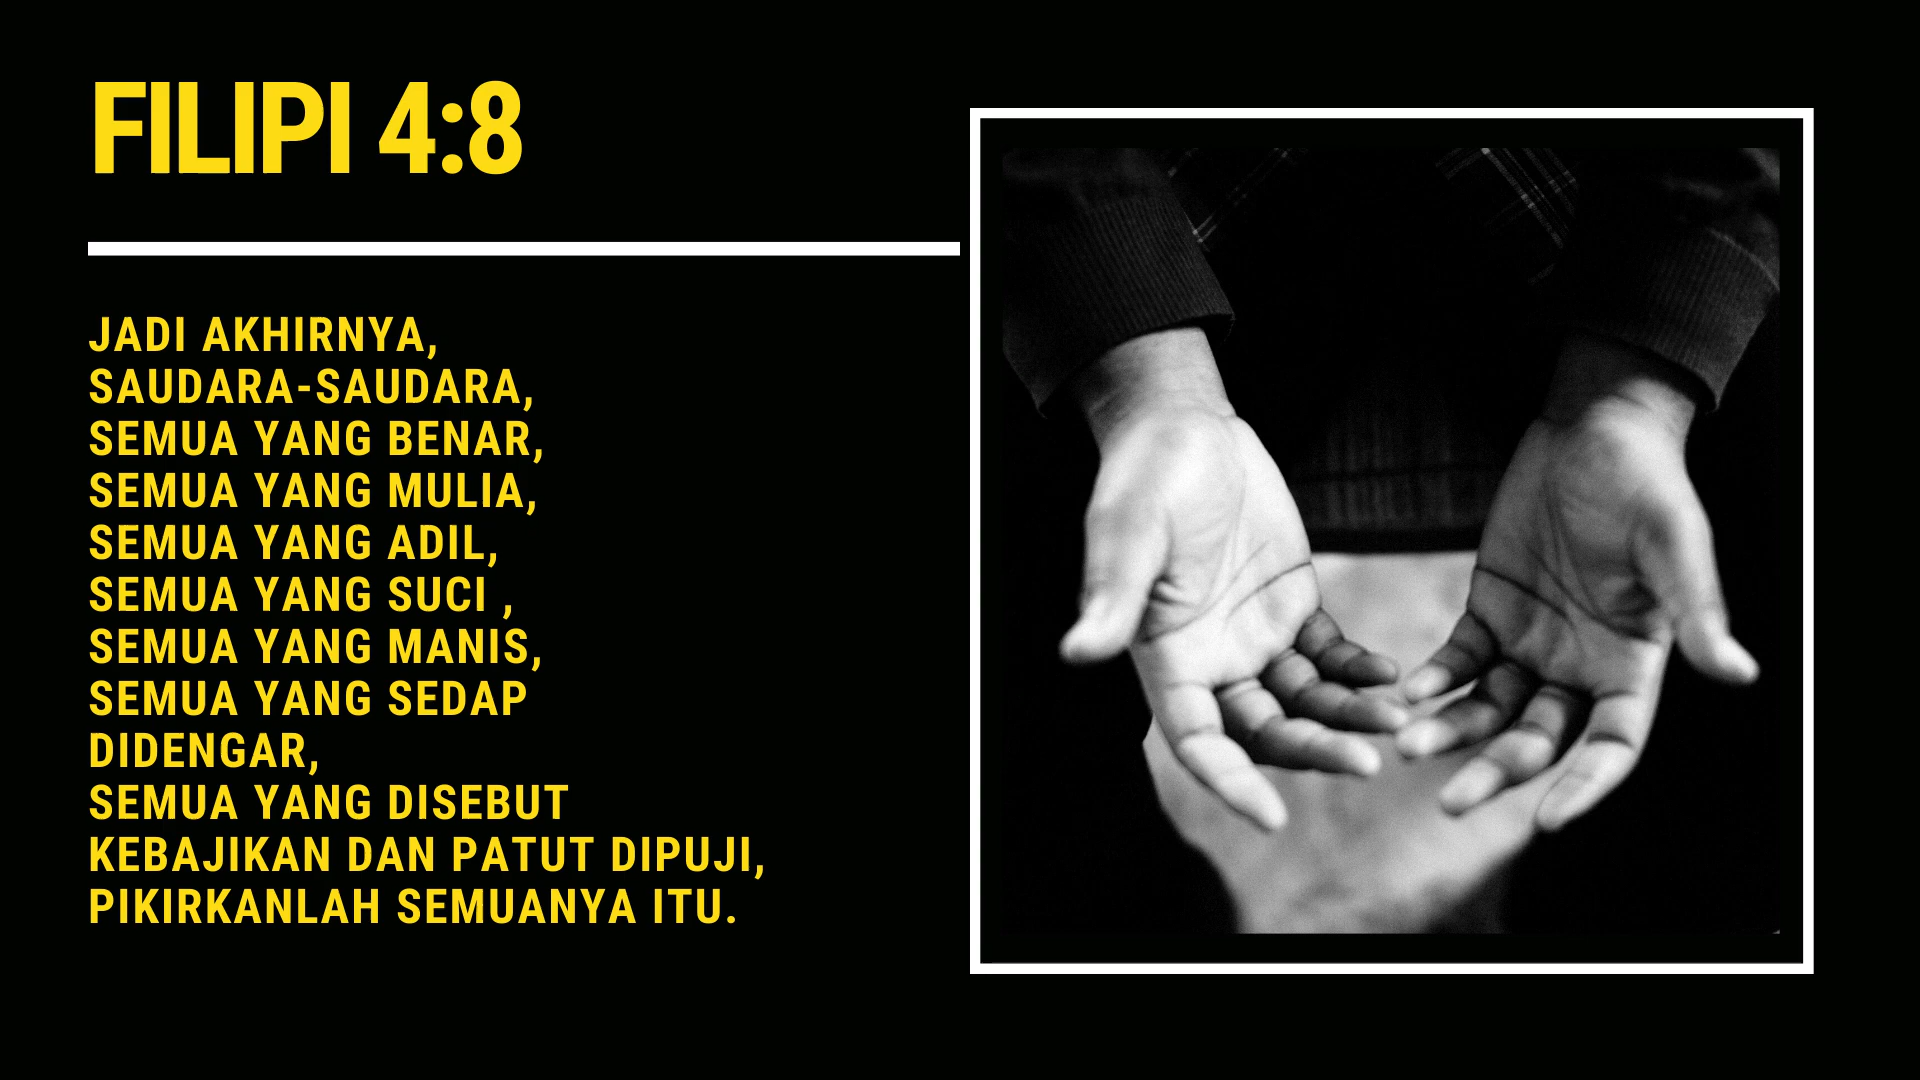 FILIPI 4:8
JADI AKHIRNYA,
SAUDARA-SAUDARA,
SEMUA YANG BENAR,
SEMUA YANG MULIA,
SEMUA YANG ADIL,
SEMUA YANG SUCI ,
SEMUA YANG MANIS,
SEMUA YANG SEDAP
DIDENGAR,
SEMUA YANG DISEBUT
KEBAJIKAN DAN PATUT DIPUJI,
PIKIRKANLAH SEMUANYA ITU.